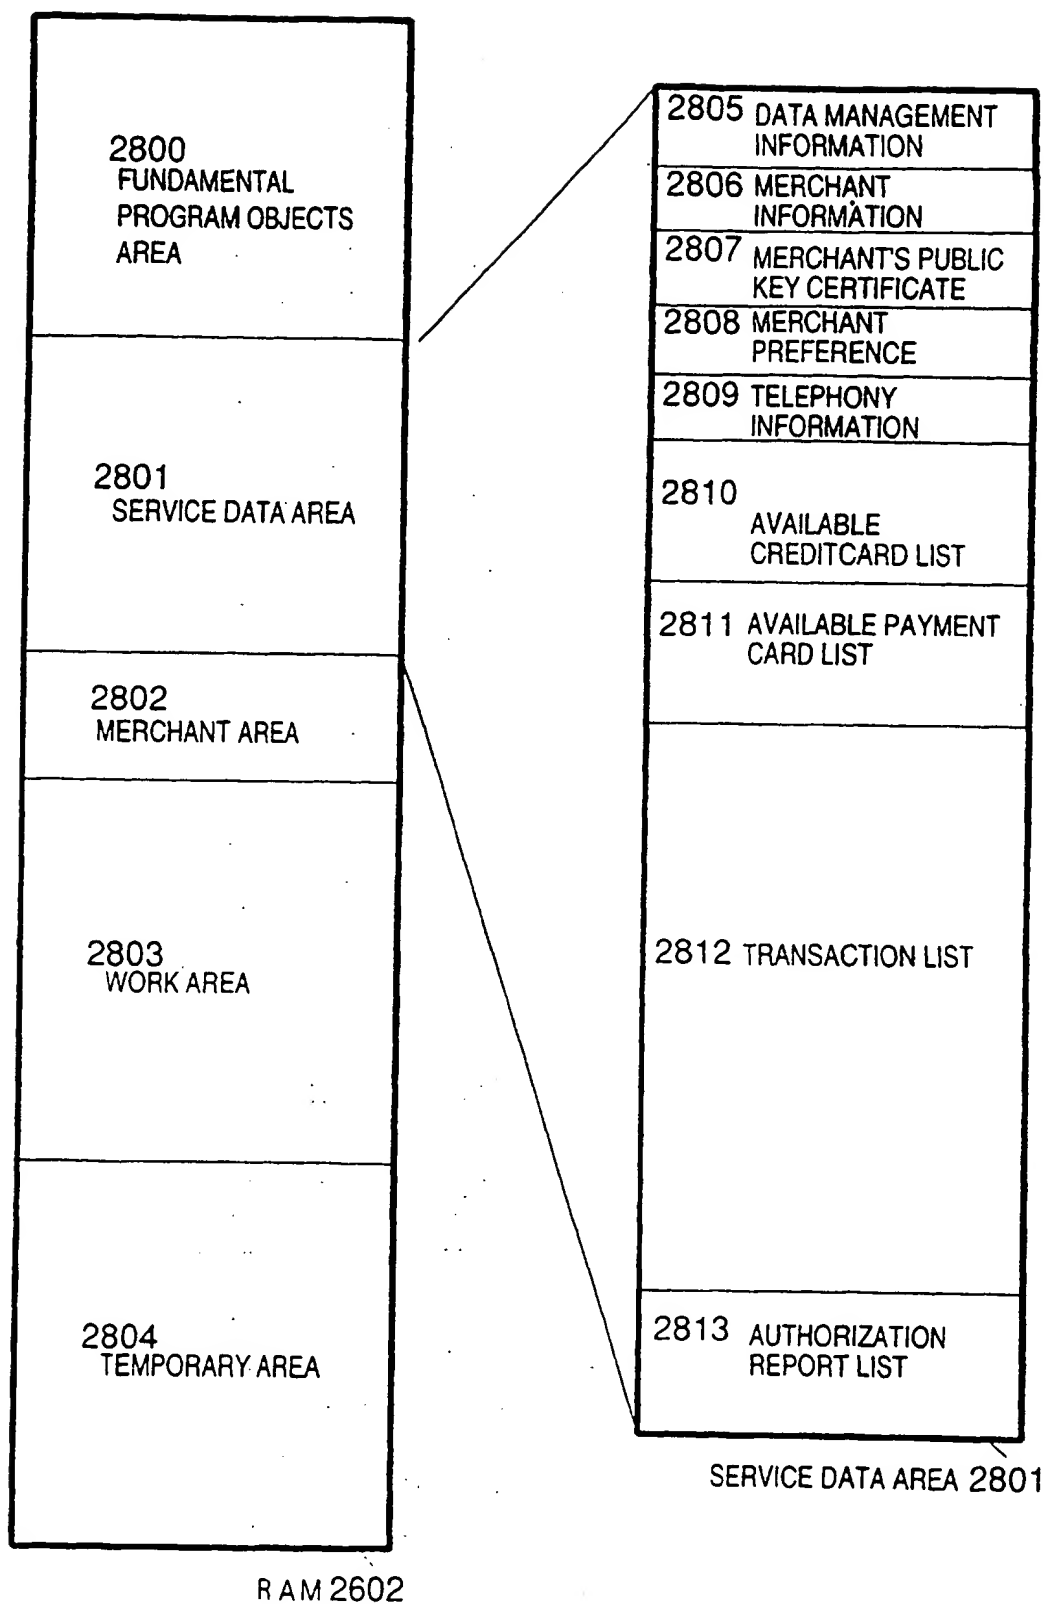 2800
FUNDAMENTAL
PROGRAM OBJECTS
AREA
2801
SERVICE DATA AREA
2802
MERCHANT AREA
2803
WORK AREA
2804
TEMPORARY AREA
RAM 2602
2805 DATA MANAGEMENT
INFORMATION
2806 MERCHANT
INFORMATION
2807 MERCHANT'S PUBLIC
KEY CERTIFICATE
2808 MERCHANT
PREFERENCE
2809 TELEPHONY
INFORMATION
2810
AVAILABLE
CREDITCARD LIST
2811 AVAILABLE PAYMENT
CARD LIST
2812 TRANSACTION LIST
2813 AUTHORIZATION
REPORT LIST
SERVICE DATA AREA 2801